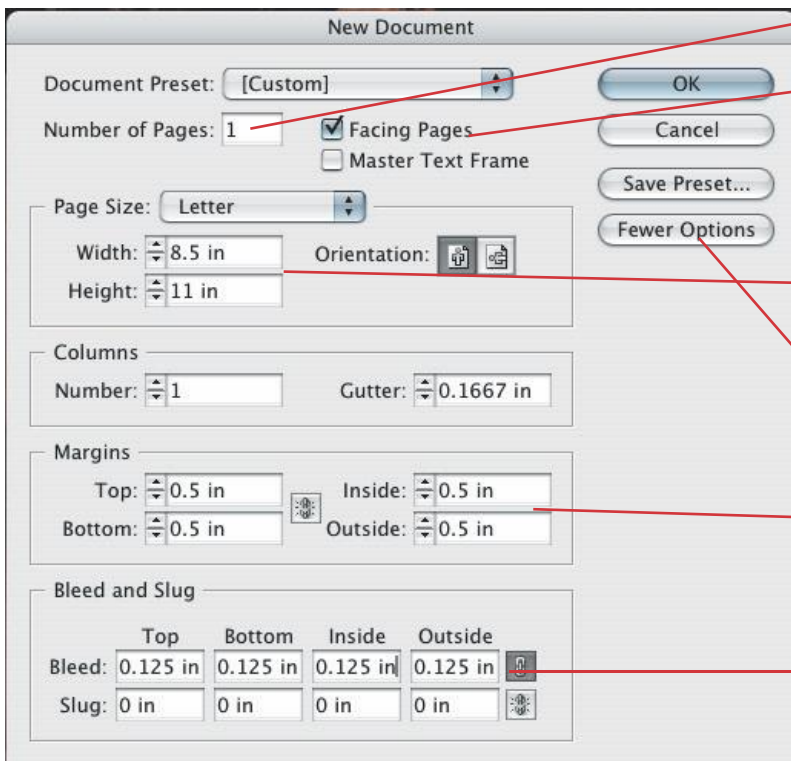 New Document
Document Preset: [Custom]
OK
Number of Pages: 1
Facing Pages
Cancel
Master Text Frame
Save Preset...
Page Size: Letter
Fewer Options
Width: 8.5 in
Orientation:
Height: 11 in
Columns
Number: 1
Gutter: 0.1667 in
Margins
Top: 0.5 in
Inside: 0.5 in
Bottom: 0.5 in
Outside: 0.5 in
Bleed and Slug
Top Bottom Inside Outside
Bleed: 0.125 in 0.125 in 0.125 in 0.125 in
Slug: 0 in 0 in 0 in 0 in